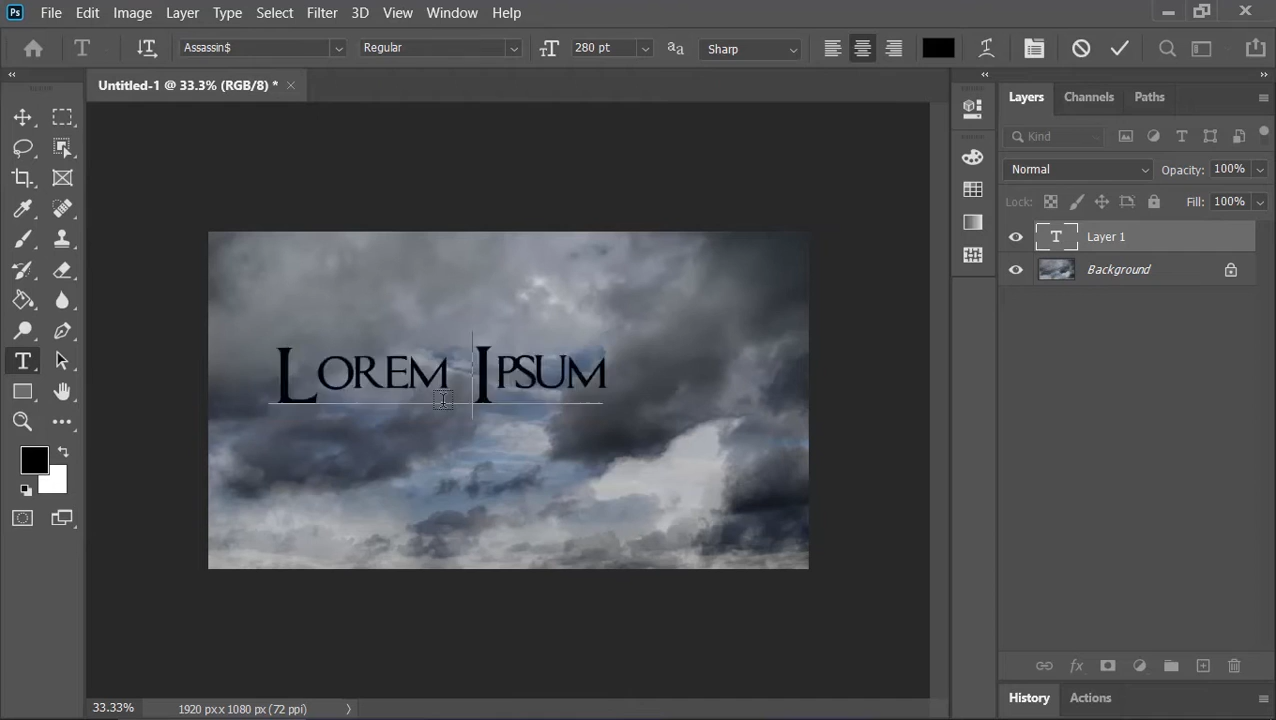 Ps File Edit Image Layer Type Select Filter 3D View Window Help
T Assassin$ Regular 280 pt Sharp
Untitled-1 @ 33.3% (RGB/8) *
Layers Channels Paths
Kind
Normal Opacity: 100%
Lock: Fill: 100%
T Layer 1
Background
Lorem Ipsum
33.33% 1920 px x 1080 px (72 ppi)
History Actions